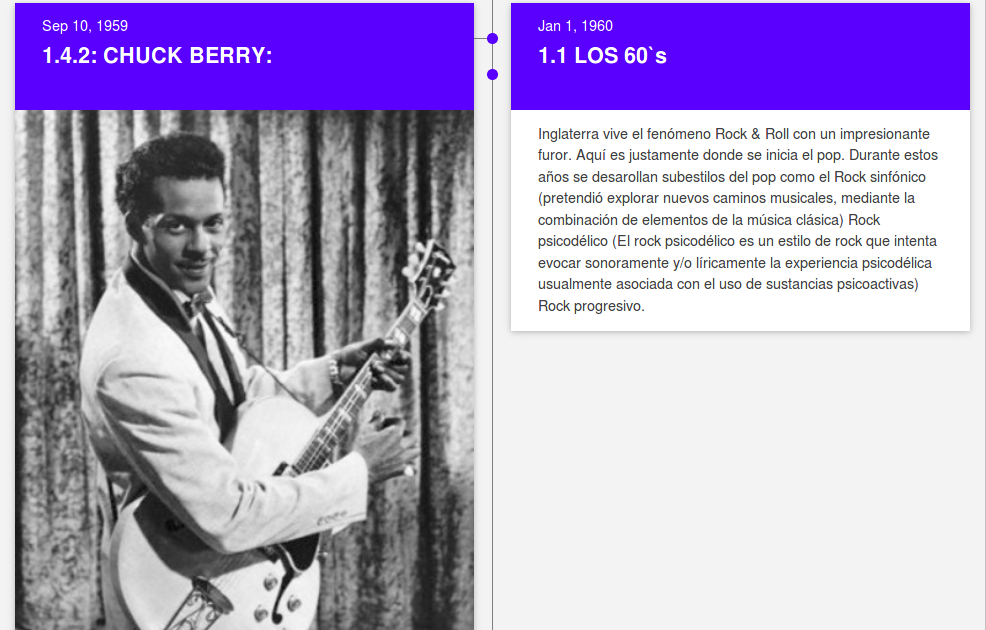 Sep 10, 1959
1.4.2: CHUCK BERRY:
Jan 1, 1960
1.1 LOS 60`s
Inglaterra vive el fenómeno Rock & Roll con un impresionante
furor. Aquí es justamente donde se inicia el pop. Durante estos
años se desarollan subestilos del pop como el Rock sinfónico
(pretendió explorar nuevos caminos musicales, mediante la
combinación de elementos de la música clásica) Rock
psicodélico (El rock psicodélico es un estilo de rock que intenta
evocar sonoramente y/o líricamente la experiencia psicodélica
usualmente asociada con el uso de sustancias psicoactivas)
Rock progresivo.